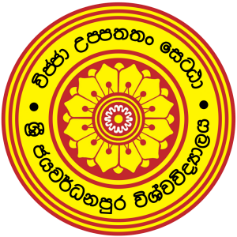 විජ්ජා උප්පතතං සෙට්ඨා
ශ්‍රී ජයවර්ධනපුර විශ්වවිද්‍යාලය